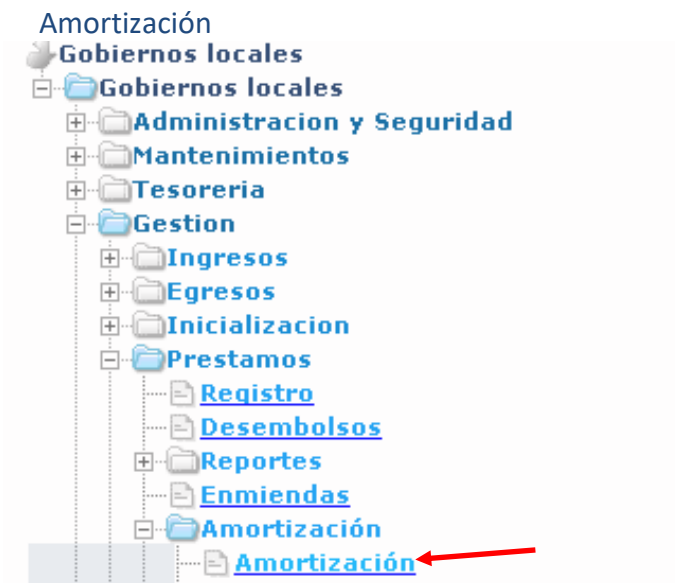 Amortización
Gobiernos locales
Gobiernos locales
Administracion y Seguridad
Mantenimientos
Tesoreria
Gestion
Ingresos
Egresos
Inicializacion
Prestamos
Registro
Desembolsos
Reportes
Enmiendas
Amortización
Amortización